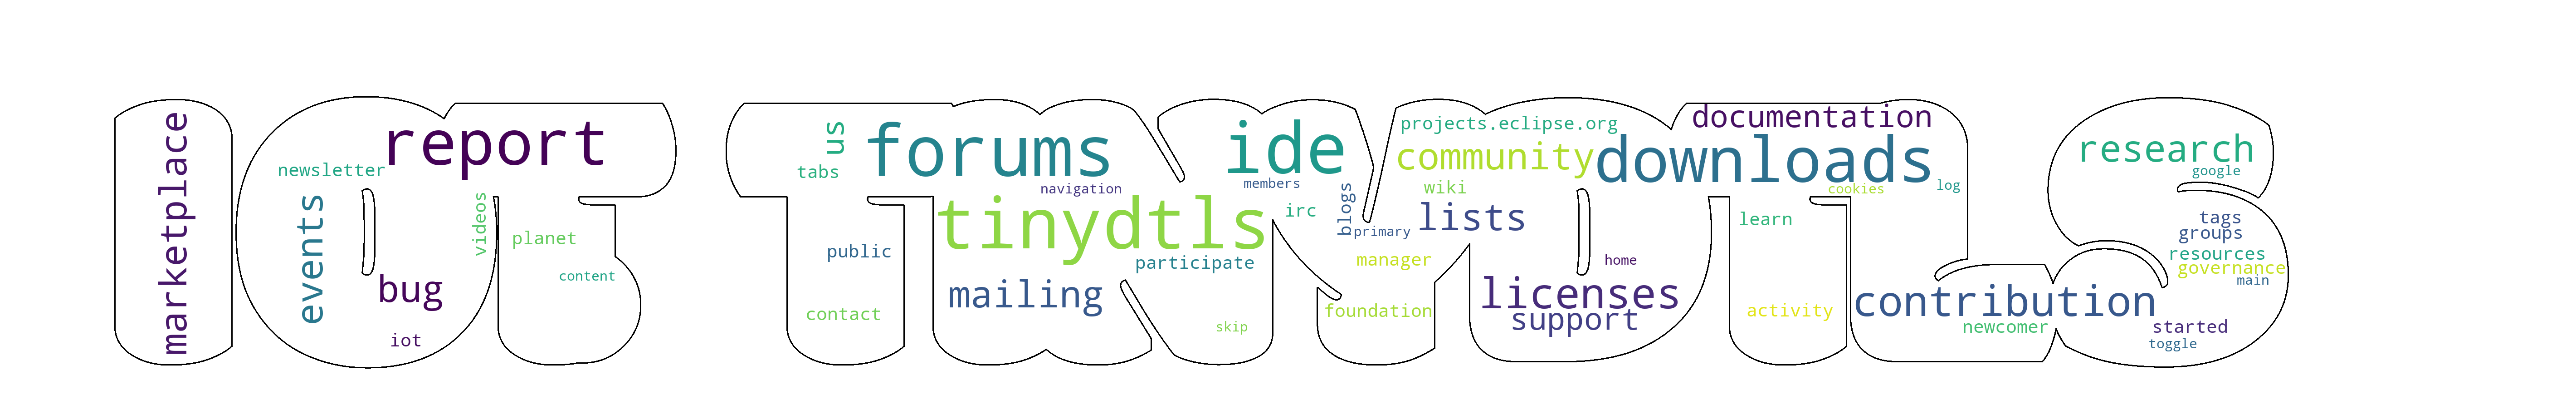 IOT TINYDTLS
marketplace
newsletter
report
events
videos
bug
iot
planet
content
us
tabs
forums
navigation
tinydtls
public
participate
mailing
contact
ide
members
irc
blogs
primary
skip
projects.eclipse.org
community
wiki
lists
manager
foundation
documentation
downloads
cookies
log
learn
home
licenses
support
activity
contribution
newcomer
research
google
tags
groups
resources
governance
main
started
toggle